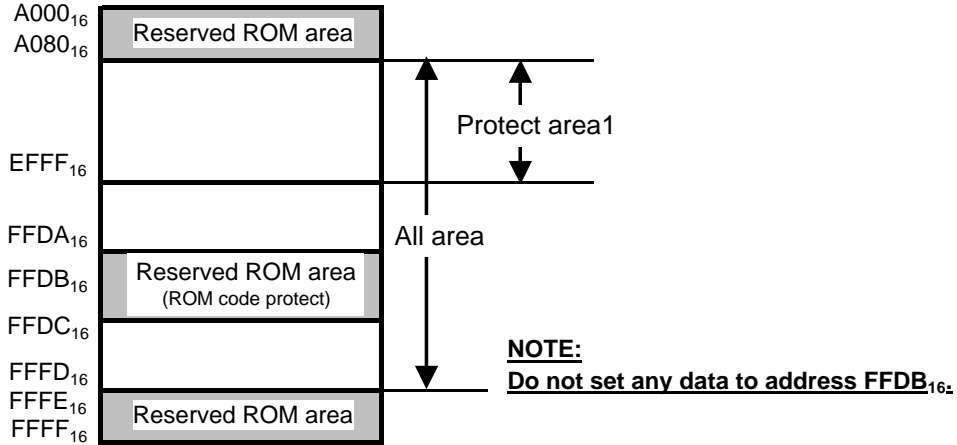 A000₁₆
Reserved ROM area
A080₁₆
Protect area1
EFFF₁₆
FFDA₁₆
All area
Reserved ROM area
FFDB₁₆
(ROM code protect)
FFDC₁₆
NOTE:
FFFD₁₆
Do not set any data to address FFDB₁₆.
FFFE₁₆
Reserved ROM area
FFFF₁₆